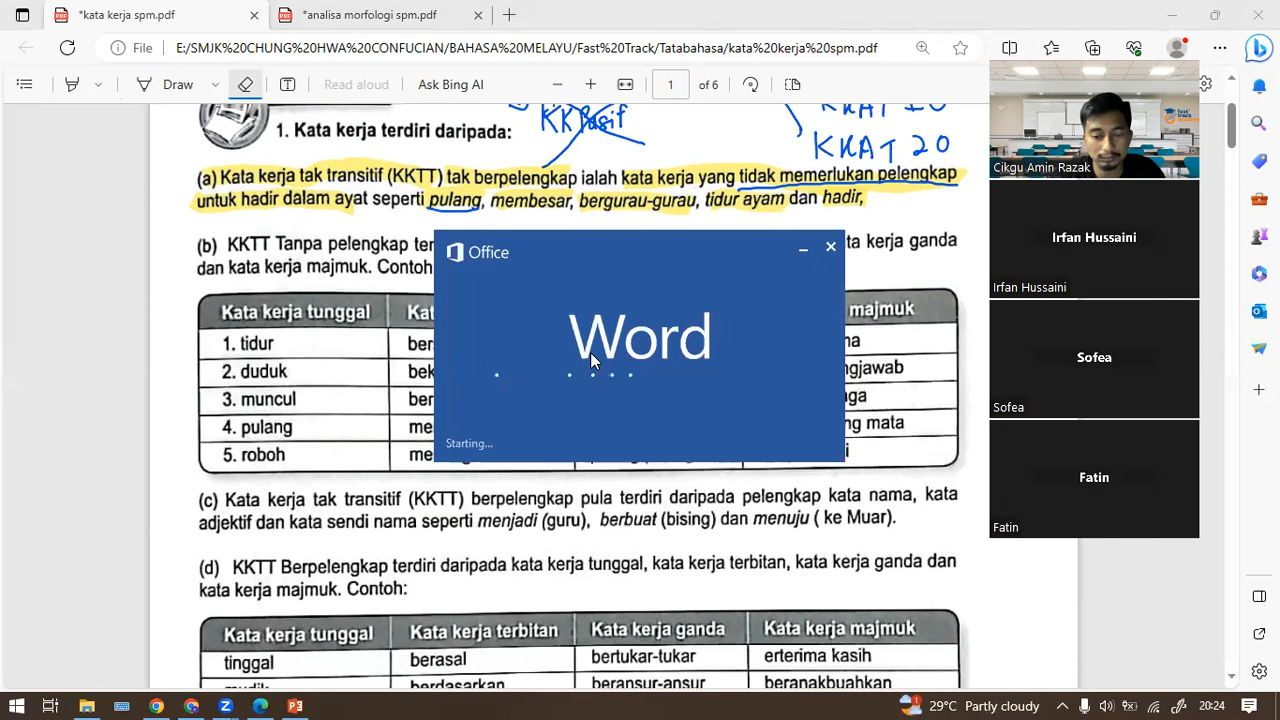 *kata kerja spm.pdf
*analisa morfologi spm.pdf
File
E:/SMJK%20CHUNG%20HWA%20CONFUCIAN/BAHASA%20MELAYU/Fast%20Track/Tatabahasa/kata%20kerja%20spm.pdf
Draw
Read aloud
Ask Bing AI
1 of 6
KK Pasif
KKAT 20
1. Kata kerja terdiri daripada:
(a) Kata kerja tak transitif (KKTT) tak berpelengkap ialah kata kerja yang tidak memerlukan pelengkap
untuk hadir dalam ayat seperti pulang, membesar, bergurau-gurau, tidur ayam dan hadir,
(b) KKTT Tanpa pelengkap ter
ta kerja ganda
dan kata kerja majmuk. Contoh
Kata kerja tunggal
Kat
majmuk
1. tidur
2. duduk
ngjawab
3. muncul
4. pulang
ng mata
5. roboh
Office
Word
Starting...
(c) Kata kerja tak transitif (KKTT) berpelengkap pula terdiri daripada pelengkap kata nama, kata
adjektif dan kata sendi nama seperti menjadi (guru), berbuat (bising) dan menuju ( ke Muar).
(d) KKTT Berpelengkap terdiri daripada kata kerja tunggal, kata kerja terbitan, kata kerja ganda dan
kata kerja majmuk. Contoh:
Kata kerja tunggal Kata kerja terbitan Kata kerja ganda Kata kerja majmuk
tinggal berasal bertukar-tukar erterima kasih
mudik berdasarkan beransur-ansur beranakbuahkan
Cikgu Amin Razak
Irfan Hussaini
Irfan Hussaini
Sofea
Sofea
Fatin
Fatin
29°C Partly cloudy
20:24